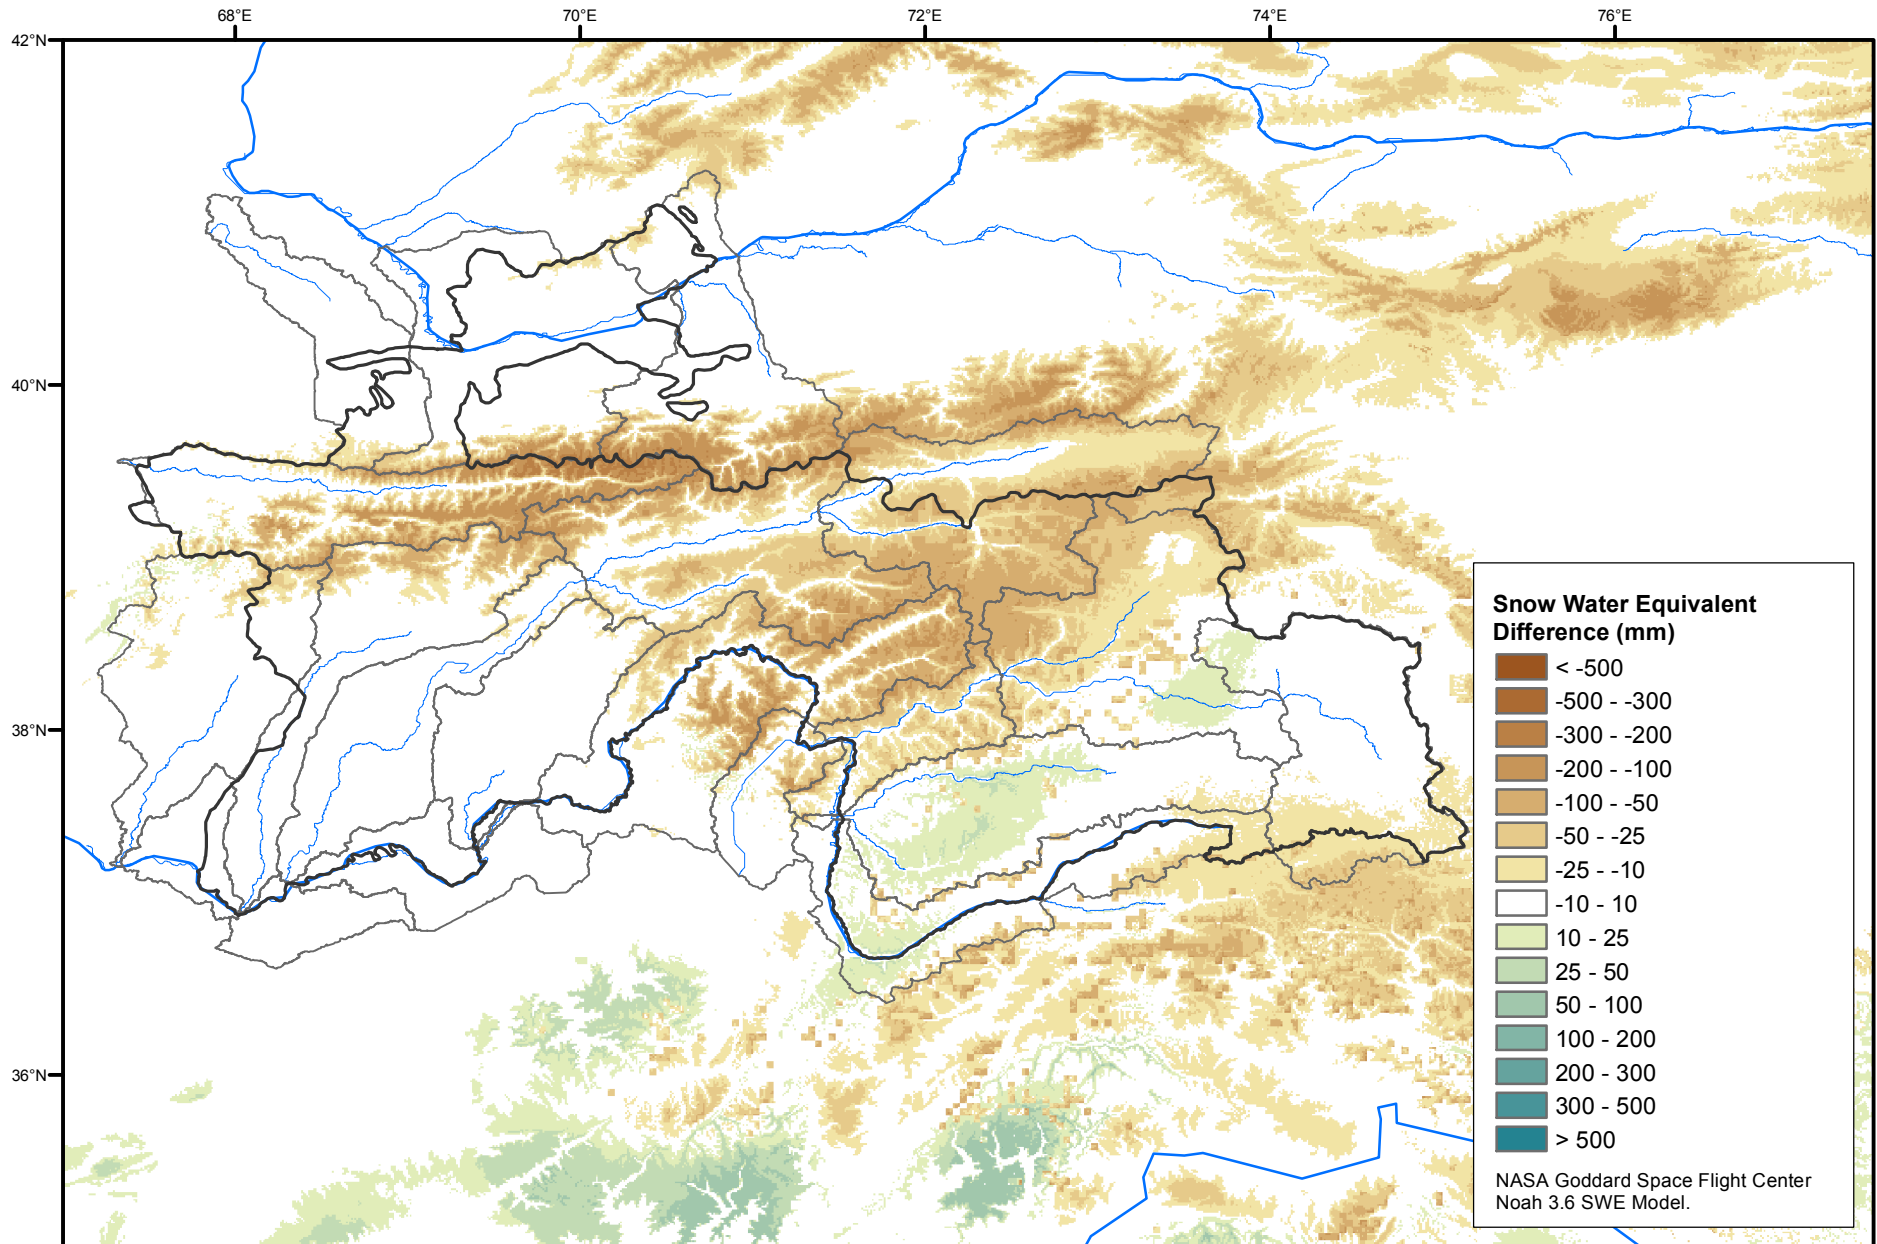 68°E
70°E
72°E
74°E
76°E
42°N
40°N
38°N
36°N
Snow Water Equivalent
Difference (mm)
< -500
-500 - -300
-300 - -200
-200 - -100
-100 - -50
-50 - -25
-25 - -10
-10 - 10
10 - 25
25 - 50
50 - 100
100 - 200
200 - 300
300 - 500
> 500
NASA Goddard Space Flight Center
Noah 3.6 SWE Model.